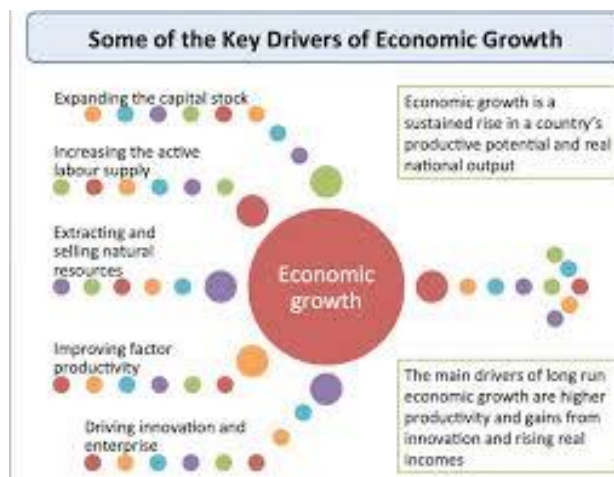 Some of the Key Drivers of Economic Growth
Expanding the capital stock
Increasing the active
labour supply
Extracting and
selling natural
resources
Improving factor
productivity
Driving innovation and
enterprise
Economic
growth
Economic growth is a
sustained rise in a country's
productive potential and real
national output
The main drivers of long run
economic growth are higher
productivity and gains from
innovation and rising real
incomes